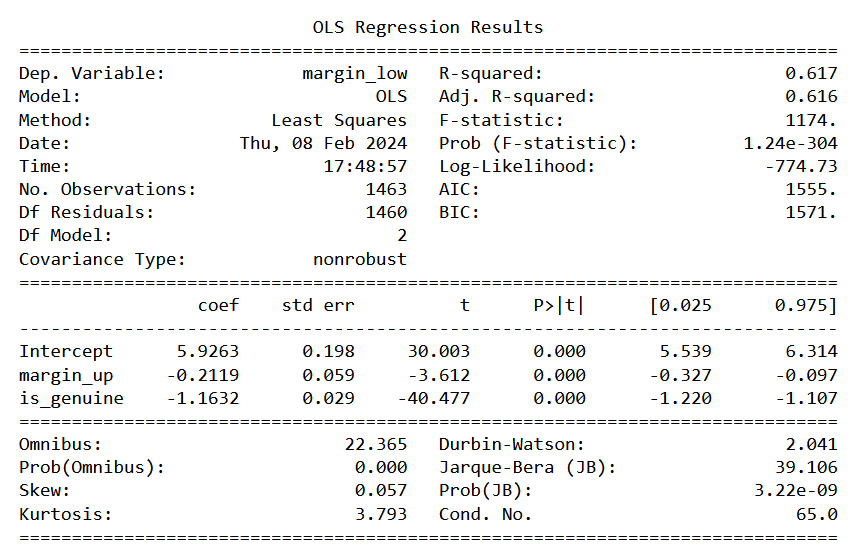 OLS Regression Results
==============================================================================
Dep. Variable:             margin_low   R-squared:                       0.617
Model:                            OLS   Adj. R-squared:                  0.616
Method:                 Least Squares   F-statistic:                     1174.
Date:                Thu, 08 Feb 2024   Prob (F-statistic):          1.24e-304
Time:                        17:48:57   Log-Likelihood:                -774.73
No. Observations:                1463   AIC:                             1555.
Df Residuals:                    1460   BIC:                             1571.
Df Model:                           2
Covariance Type:            nonrobust
==============================================================================
                 coef    std err          t      P>|t|      [0.025      0.975]
------------------------------------------------------------------------------
Intercept      5.9263      0.198     30.003      0.000       5.539       6.314
margin_up     -0.2119      0.059     -3.612      0.000      -0.327      -0.097
is_genuine    -1.1632      0.029    -40.477      0.000      -1.220      -1.107
==============================================================================
Omnibus:                       22.365   Durbin-Watson:                   2.041
Prob(Omnibus):                  0.000   Jarque-Bera (JB):               39.106
Skew:                           0.057   Prob(JB):                     3.22e-09
Kurtosis:                       3.793   Cond. No.                         65.0
==============================================================================